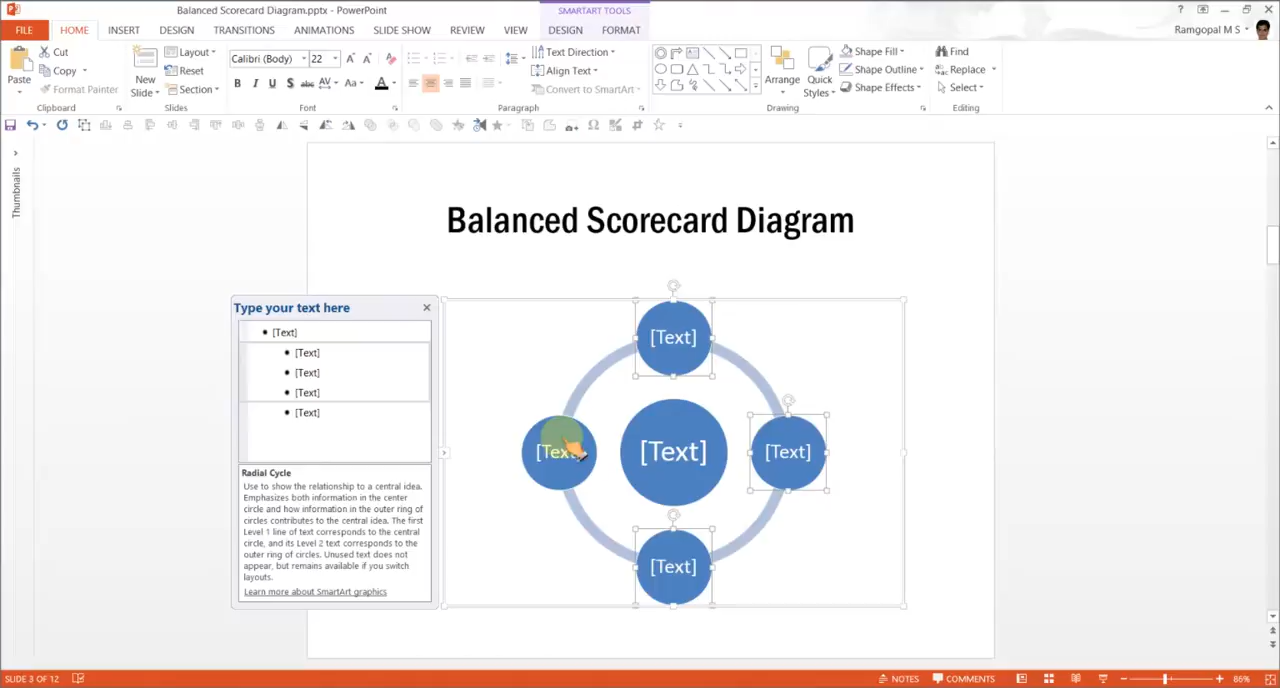 Balanced Scorecard Diagram.pptx - PowerPoint
SMARTART TOOLS
FILE HOME INSERT DESIGN TRANSITIONS ANIMATIONS SLIDE SHOW REVIEW VIEW DESIGN FORMAT
Ramgopal M S
Paste
Cut
Copy
Format Painter
Clipboard
New Slide
Layout
Reset
Section
Slides
Calibri (Body) 22
B I U S abc AV Aa A
Font
Text Direction
Align Text
Convert to SmartArt
Paragraph
Arrange
Quick Styles
Shape Fill
Shape Outline
Shape Effects
Drawing
Find
Replace
Select
Editing
Thumbnails
Balanced Scorecard Diagram
Type your text here
[Text]
[Text]
[Text]
[Text]
[Text]
Radial Cycle
Use to show the relationship to a central idea.
Emphasizes both information in the center
circle and how information in the outer ring of
circles contributes to the central idea. The first
Level 1 line of text corresponds to the central
circle, and its Level 2 text corresponds to the
outer ring of circles. Unused text does not
appear, but remains available if you switch
layouts.
Learn more about SmartArt graphics
[Text]
[Text]
[Text]
[Text]
[Text]
SLIDE 3 OF 12
NOTES
COMMENTS
86%